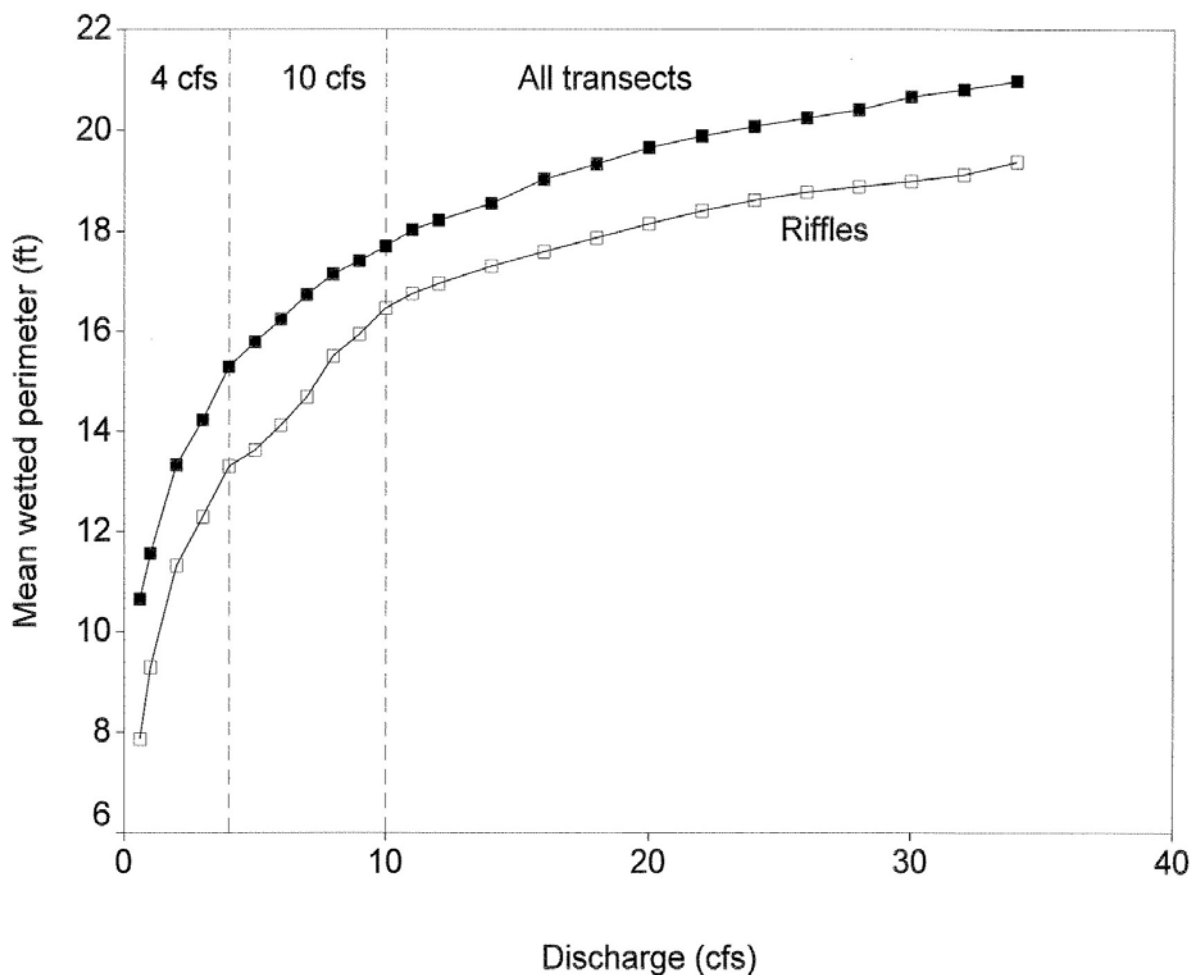 22
20
18
16
14
12
10
8
6
4 cfs
10 cfs
All transects
Riffles
Mean wetted perimeter (ft)
0
10
20
30
40
Discharge (cfs)